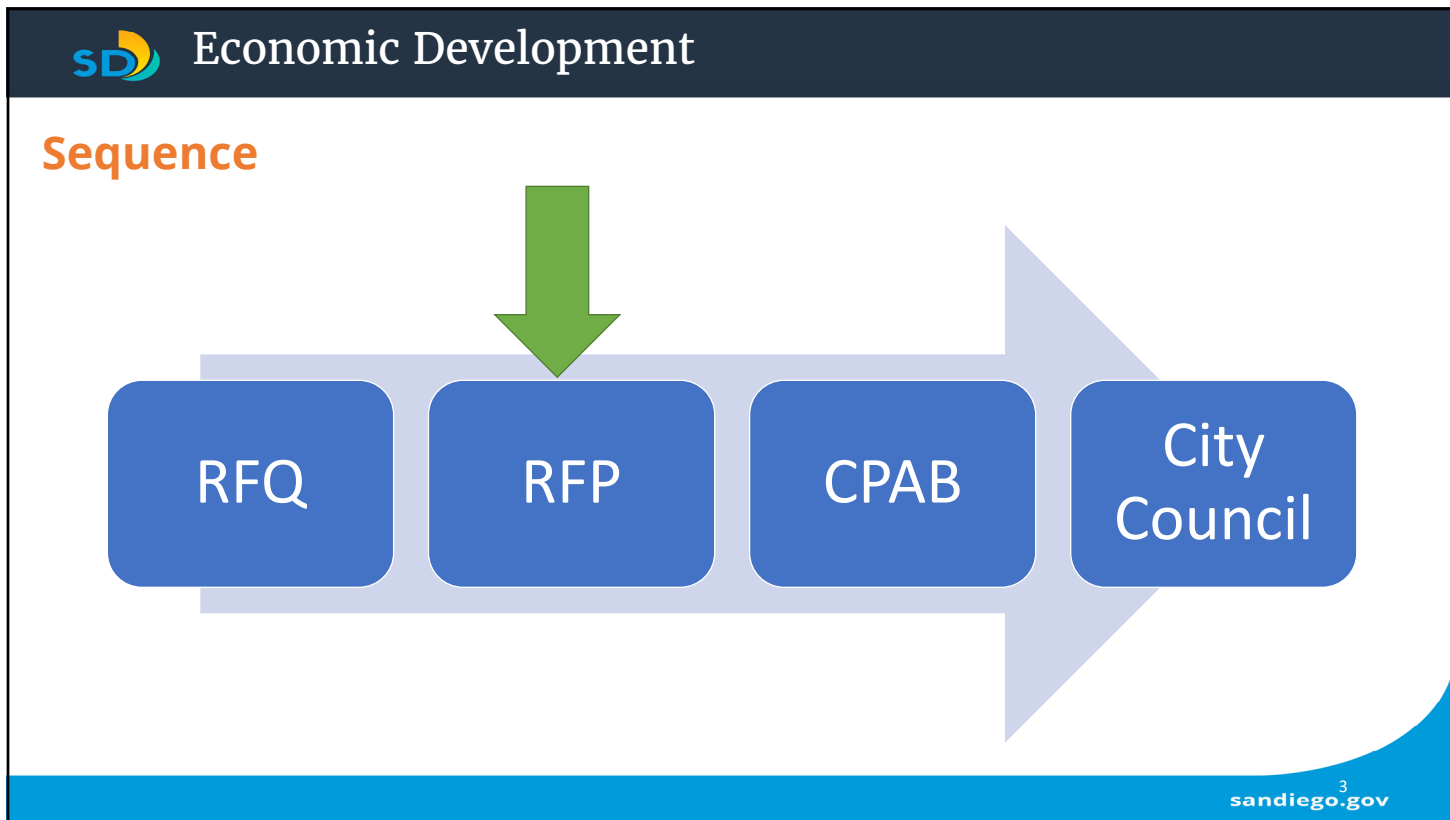 SD
Economic Development
Sequence
RFQ
RFP
CPAB
City
Council
3
sandiego.gov